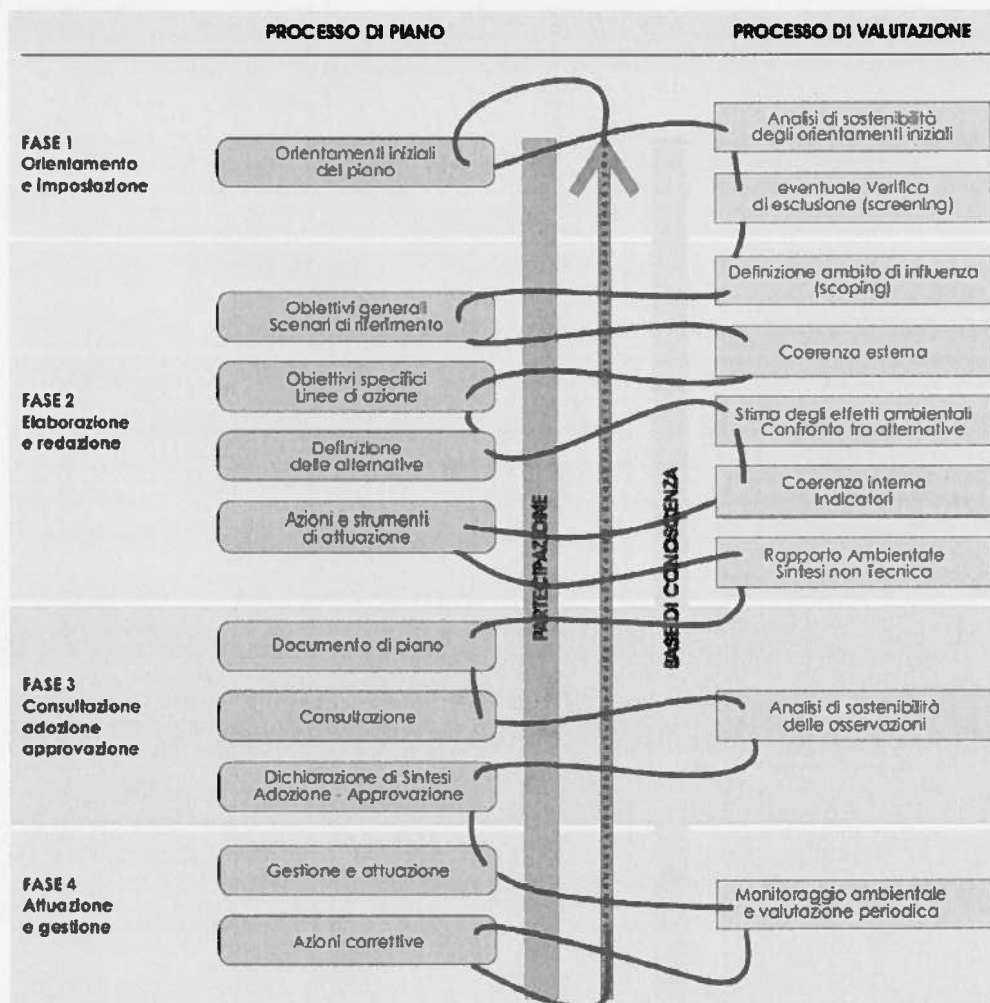 PROCESSO DI PIANO
PROCESSO DI VALUTAZIONE
FASE 1
Orientamento
e impostazione
Orientamenti iniziali
del piano
Analisi di sostenibilità
degli orientamenti iniziali
eventuale Verifica
di esclusione (screening)
Definizione ambito di influenza
(scoping)
FASE 2
Elaborazione
e redazione
Obiettivi generali
Scenari di riferimento
Coerenza esterna
Obiettivi specifici
Linee di azione
Stima degli effetti ambientali
Confronto tra alternative
Definizione
delle alternative
Coerenza interna
Indicatori
Azioni e strumenti
di attuazione
Rapporto Ambientale
Sintesi non Tecnica
PARTECIPAZIONE
BASE DI CONOSCENZA
FASE 3
Consultazione
adozione
approvazione
Documento di piano
Consultazione
Analisi di sostenibilità
delle osservazioni
Dichiarazione di Sintesi
Adozione - Approvazione
FASE 4
Attuazione
e gestione
Gestione e attuazione
Monitoraggio ambientale
e valutazione periodica
Azioni correttive